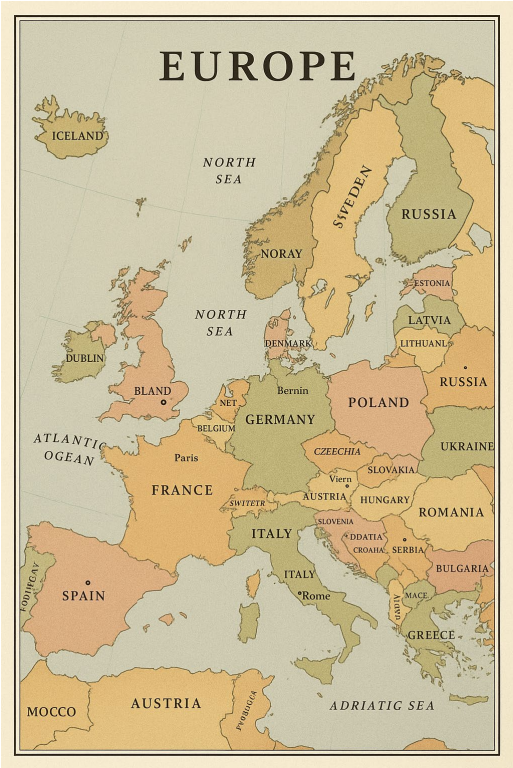 EUROPE
ICELAND
NORTH
SEA
SWEDEN
RUSSIA
NORAY
ESTONIA
NORTH
SEA
LATVIA
DENMARK
LITHUANL
DUBLIN
RUSSIA
BLAND
Bernin
NET
POLAND
GERMANY
BELGIUM
ATLANTIC
OGEAN
UKRAINE
CZEECHIA
Paris
SLOVAKIA
Viern
FRANCE
AUSTRIA
HUNGARY
SWITETR
ROMANIA
SLOVENIA
ITALY
DDATIA
CROAHA
SERBIA
BULGARIA
ITALY
SPAIN
Rome
MACE
GREECE
AUSTRIA
ADRIATIG SEA
MOCCO